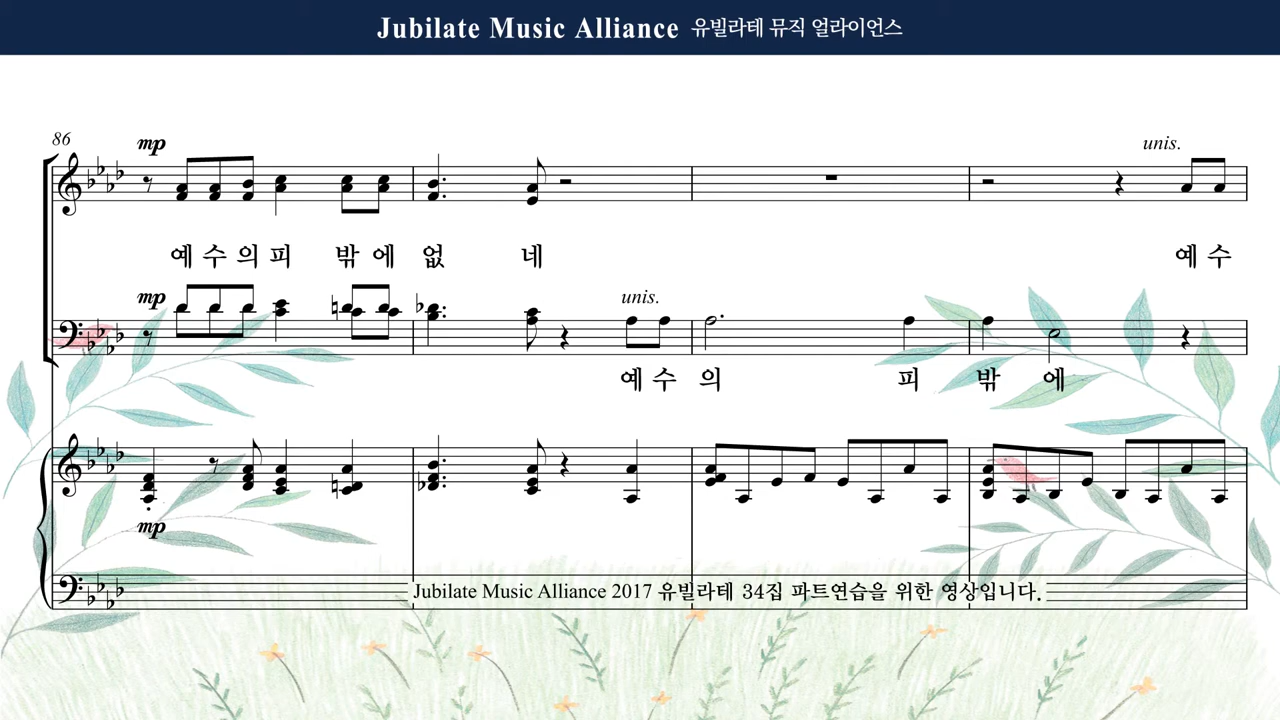 Jubilate Music Alliance 유빌라테 뮤직 얼라이언스
86
mp
unis.
예 수 의 피 밖 에 없 네 예 수
mp
unis.
예 수 의 피 밖 에
mp
Jubilate Music Alliance 2017 유빌라테 34집 파트연습을 위한 영상입니다.